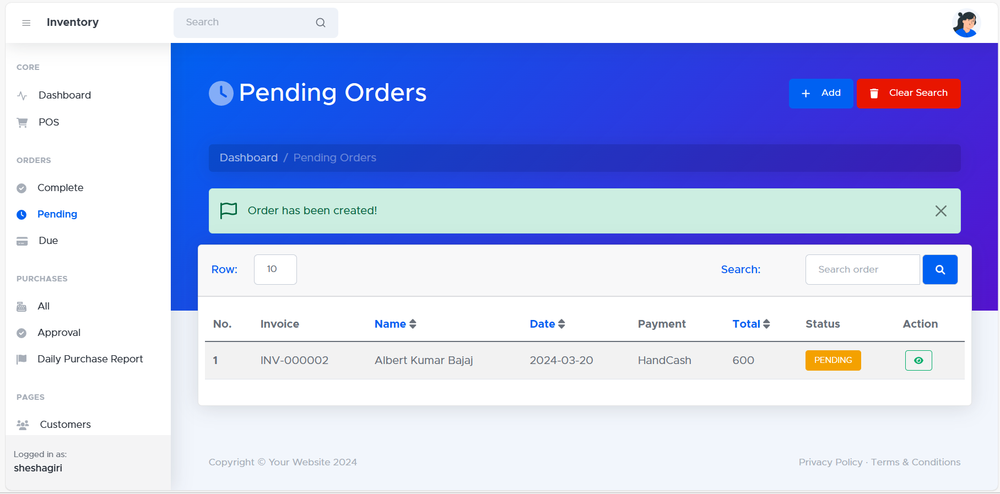 Inventory
Search
CORE
Dashboard
POS
ORDERS
Complete
Pending
Due
PURCHASES
All
Approval
Daily Purchase Report
PAGES
Customers
Logged in as:
sheshagiri
Pending Orders
Add
Clear Search
Dashboard / Pending Orders
Order has been created!
Row: 10 Search: Search order
No. Invoice Name Date Payment Total Status Action
1 INV-000002 Albert Kumar Bajaj 2024-03-20 HandCash 600 PENDING
Copyright © Your Website 2024
Privacy Policy · Terms & Conditions